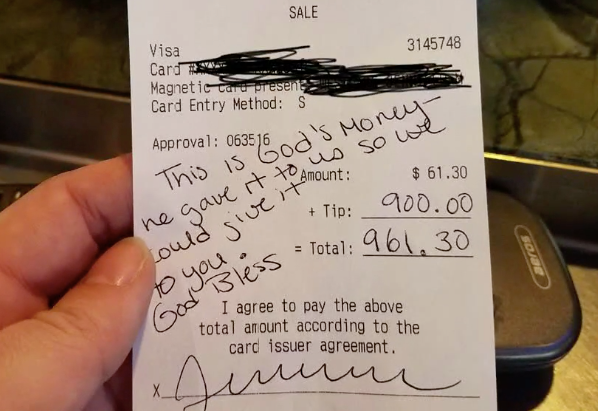 SALE
Visa
3145748
Card
Magnetic card present
Card Entry Method: S
Approval: 063516
This is God's Money-
he gave it to us so we
could give it
to you.
God Bless
Amount: $ 61.30
+ Tip: 900.00
= Total: 961.30
I agree to pay the above
total amount according to the
card issuer agreement.
X